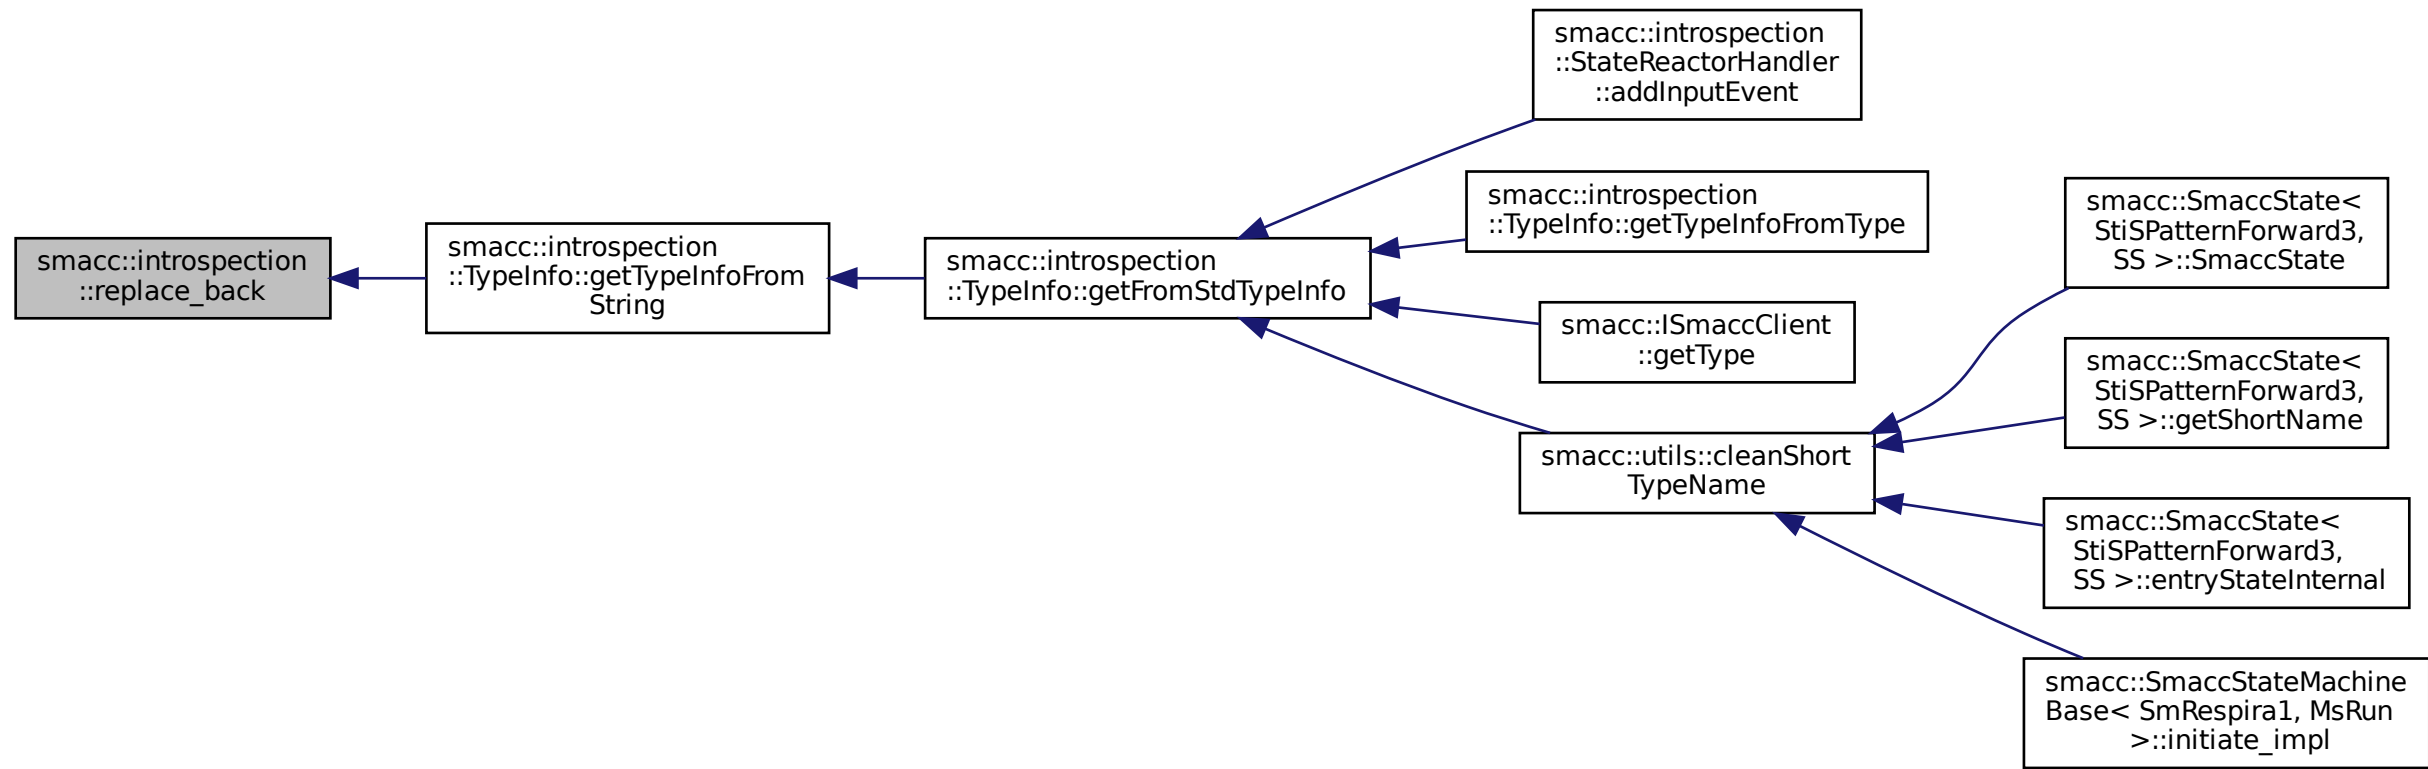 smacc::introspection
::replace_back
smacc::introspection
::TypeInfo::getTypeInfoFrom
String
smacc::introspection
::TypeInfo::getFromStdTypeInfo
smacc::introspection
::StateReactorHandler
::addInputEvent
smacc::introspection
::TypeInfo::getTypeInfoFromType
smacc::ISmaccClient
::getType
smacc::utils::cleanShort
TypeName
smacc::SmaccState<
StiSPatternForward3,
SS >::SmaccState
smacc::SmaccState<
StiSPatternForward3,
SS >::getShortName
smacc::SmaccState<
StiSPatternForward3,
SS >::entryStateInternal
smacc::SmaccStateMachine
Base< SmRespira1, MsRun
>::initiate_impl